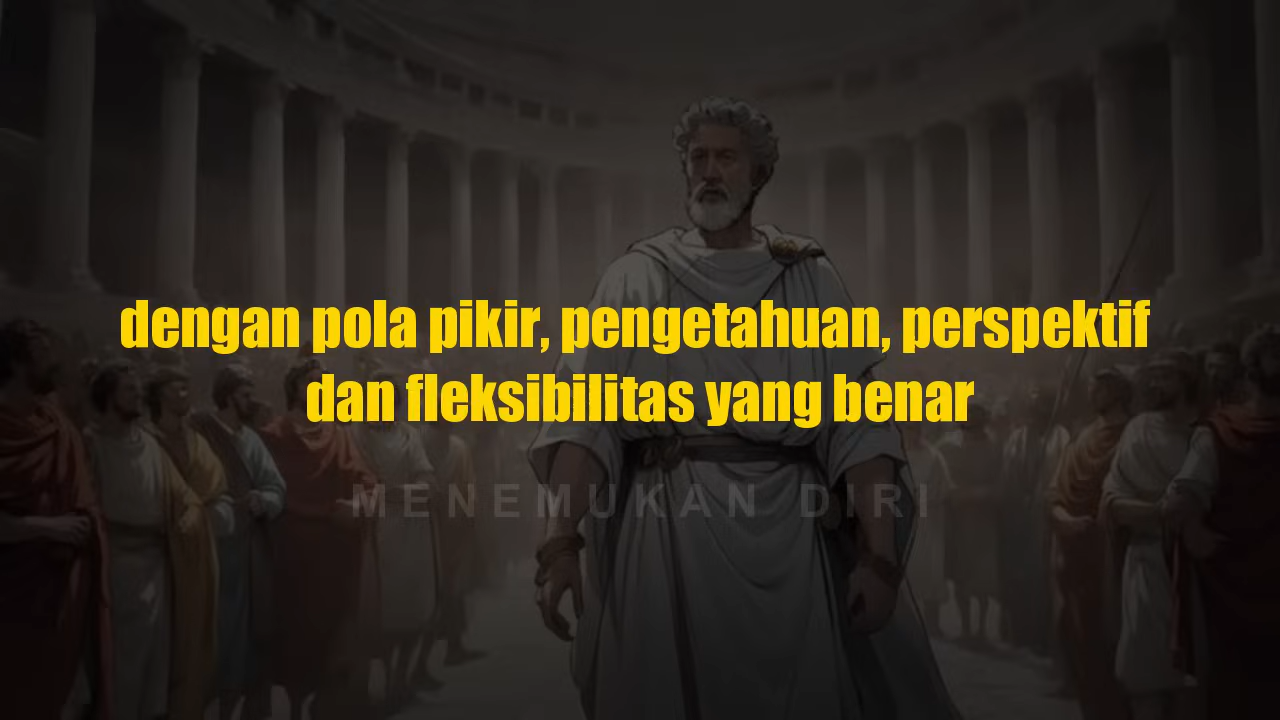 dengan pola pikir, pengetahuan, perspektif
dan fleksibilitas yang benar
MENEMUKAN DIRI